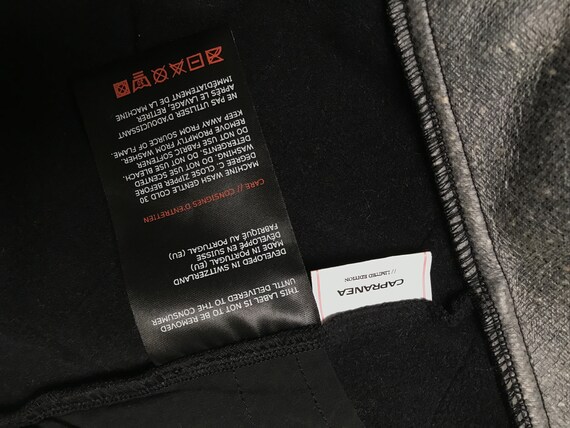 THIS LABEL IS NOT TO BE REMOVED
UNTIL DELIVERED TO THE CONSUMER
DEVELOPED IN SWITZERLAND
MADE IN PORTUGAL (EU)
DÉVELOPPÉ EN SUISSE
FABRIQUÉ AU PORTUGAL (EU)
CARE // CONSIGNES D'ENTRETIEN
MACHINE WASH GENTLE COLD 30
DEGREE C. CLOSE ZIPPER BEFORE
WASHING. DO NOT USE SCENTED
DETERGENTS. DO NOT USE BLEACH.
DO NOT USE FABRIC SOFTENER.
REMOVE PROMPTLY FROM WASHER.
KEEP AWAY FROM SOURCE OF FLAME.
NE PAS UTILISER D'ADOUCISSANT
APRÈS LE LAVAGE, RETIRER
IMMÉDIATEMENT DE LA MACHINE
CAPRANEA
// LIMITED EDITION